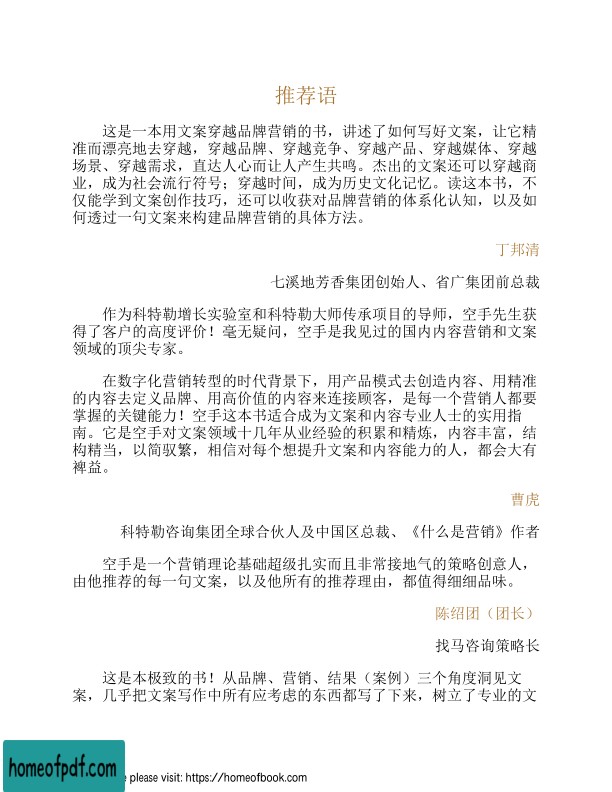 推荐语
这是一本用文案穿越品牌营销的书，讲述了如何写好文案，让它精
准而漂亮地去穿越，穿越品牌、穿越竞争、穿越产品、穿越媒体、穿越
场景、穿越需求，直达人心而让人产生共鸣。杰出的文案还可以穿越商
业，成为社会流行符号；穿越时间，成为历史文化记忆。读这本书，不
仅能学到文案创作技巧，还可以收获对品牌营销的体系化认知，以及如
何透过一句文案来构建品牌营销的具体方法。
丁邦清
七溪地芳香集团创始人、省广集团前总裁
作为科特勒增长实验室和科特勒大师传承项目的导师，空手先生获
得了客户的高度评价！毫无疑问，空手是我见过的国内内容营销和文案
领域的顶尖专家。
在数字化营销转型的时代背景下，用产品模式去创造内容、用精准
的内容去定义品牌、用高价值的内容来连接顾客，是每一个营销人都要
掌握的关键能力！空手这本书适合成为文案和内容专业人士的实用指
南。它是空手对文案领域十几年从业经验的积累和精炼，内容丰富，结
构精当，以简驭繁，相信对每个想提升文案和内容能力的人，都会大有
裨益。
曹虎
科特勒咨询集团全球合伙人及中国区总裁、《什么是营销》作者
空手是一个营销理论基础超级扎实而且非常接地气的策略创意人，
由他推荐的每一句文案，以及他所有的推荐理由，都值得细细品味。
陈绍团（团长）
找马咨询策略长
这是本极致的书！从品牌、营销、结果（案例）三个角度洞见文
案，几乎把文案写作中所有应考虑的东西都写了下来，树立了专业的文
homeofpdf.com
e please visit: https://homeofbook.com